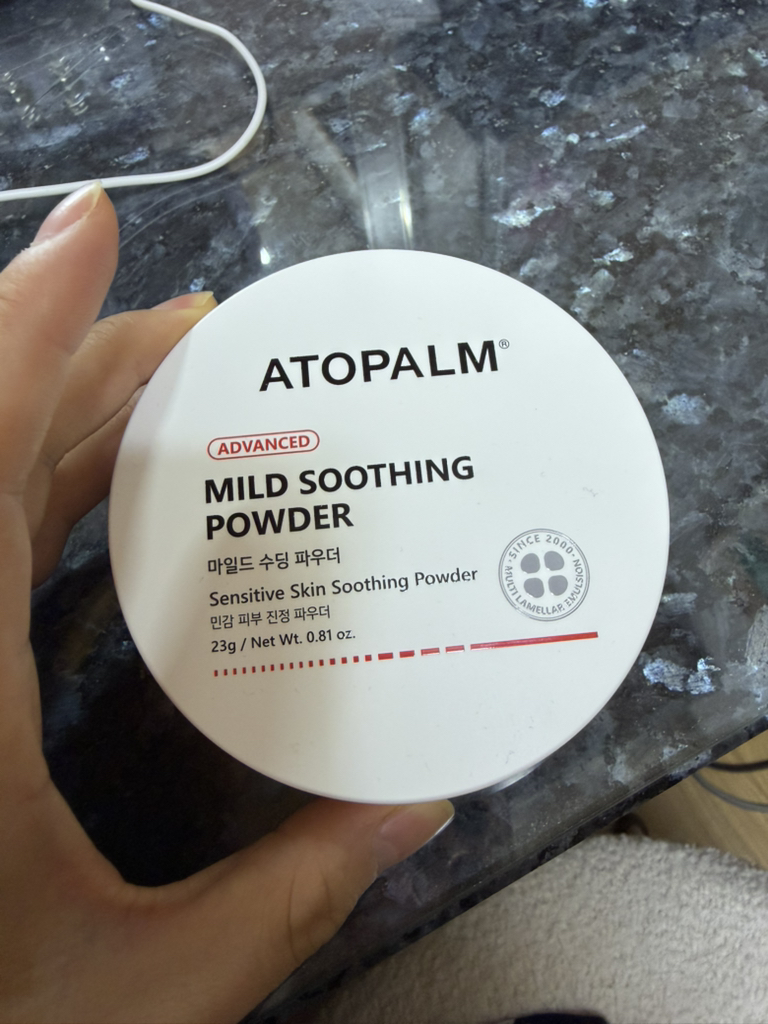 ATOPALM®
ADVANCED
MILD SOOTHING
POWDER
마일드 수딩 파우더
Sensitive Skin Soothing Powder
민감 피부 진정 파우더
23g / Net Wt. 0.81 oz.
· SINCE 2000 ·
MULTI LAMELLAR EMULSION